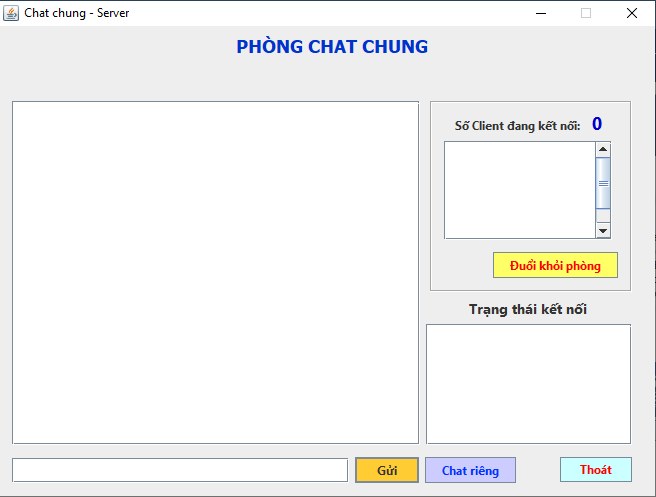 Chat chung - Server
PHÒNG CHAT CHUNG
Số Client đang kết nối: 0
Đuổi khỏi phòng
Trạng thái kết nối
Gửi
Chat riêng
Thoát